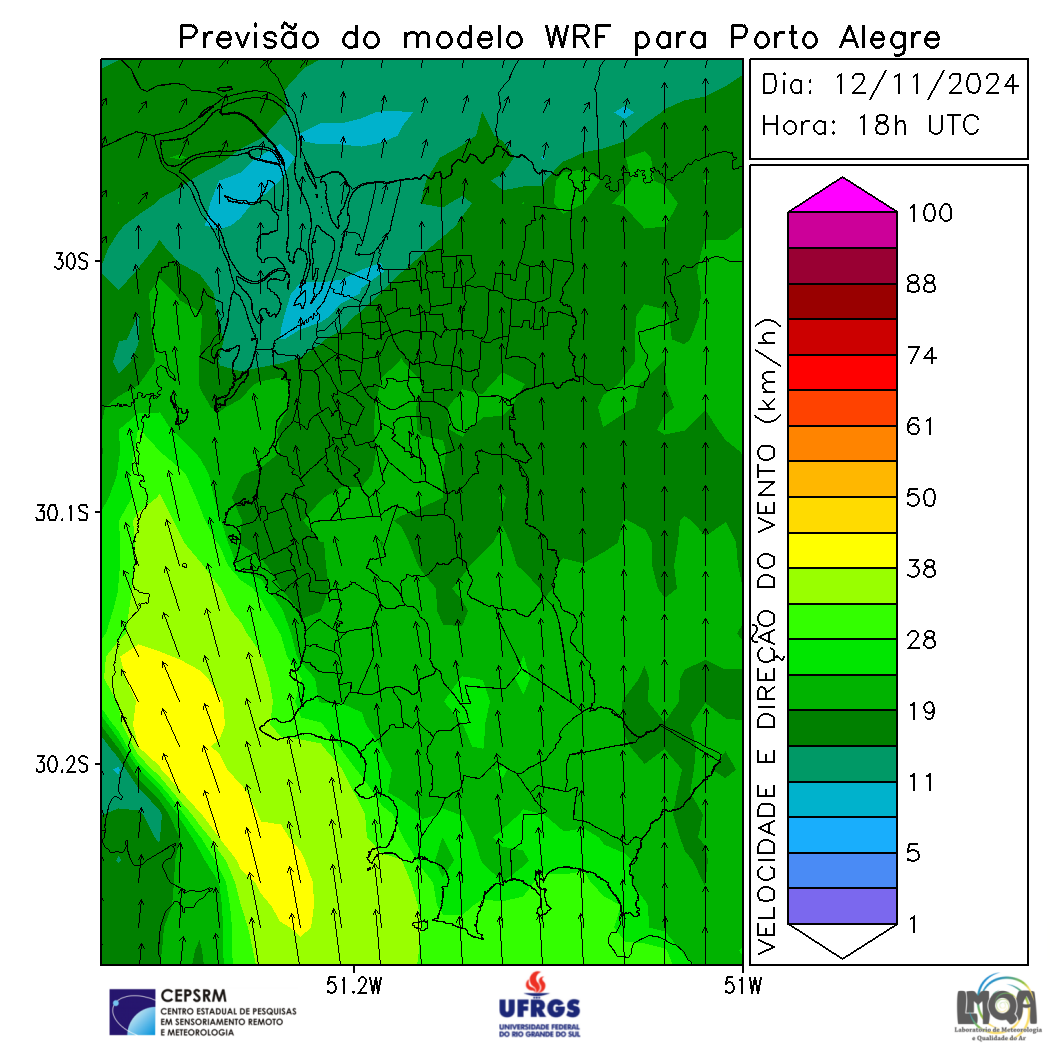 Previsão do modelo WRF para Porto Alegre
Dia: 12/11/2024
Hora: 18h UTC
30S
30.1S
30.2S
51.2W
51W
VELOCIDADE E DIREÇÃO DO VENTO (km/h)
100
88
74
61
50
38
28
19
11
5
1
CEPSRM
CENTRO ESTADUAL DE PESQUISAS
EM SENSORIAMENTO REMOTO
E METEOROLOGIA
UFRGS
UNIVERSIDADE FEDERAL
DO RIO GRANDE DO SUL
LMQA
Laboratório de Meteorologia
e Qualidade do Ar